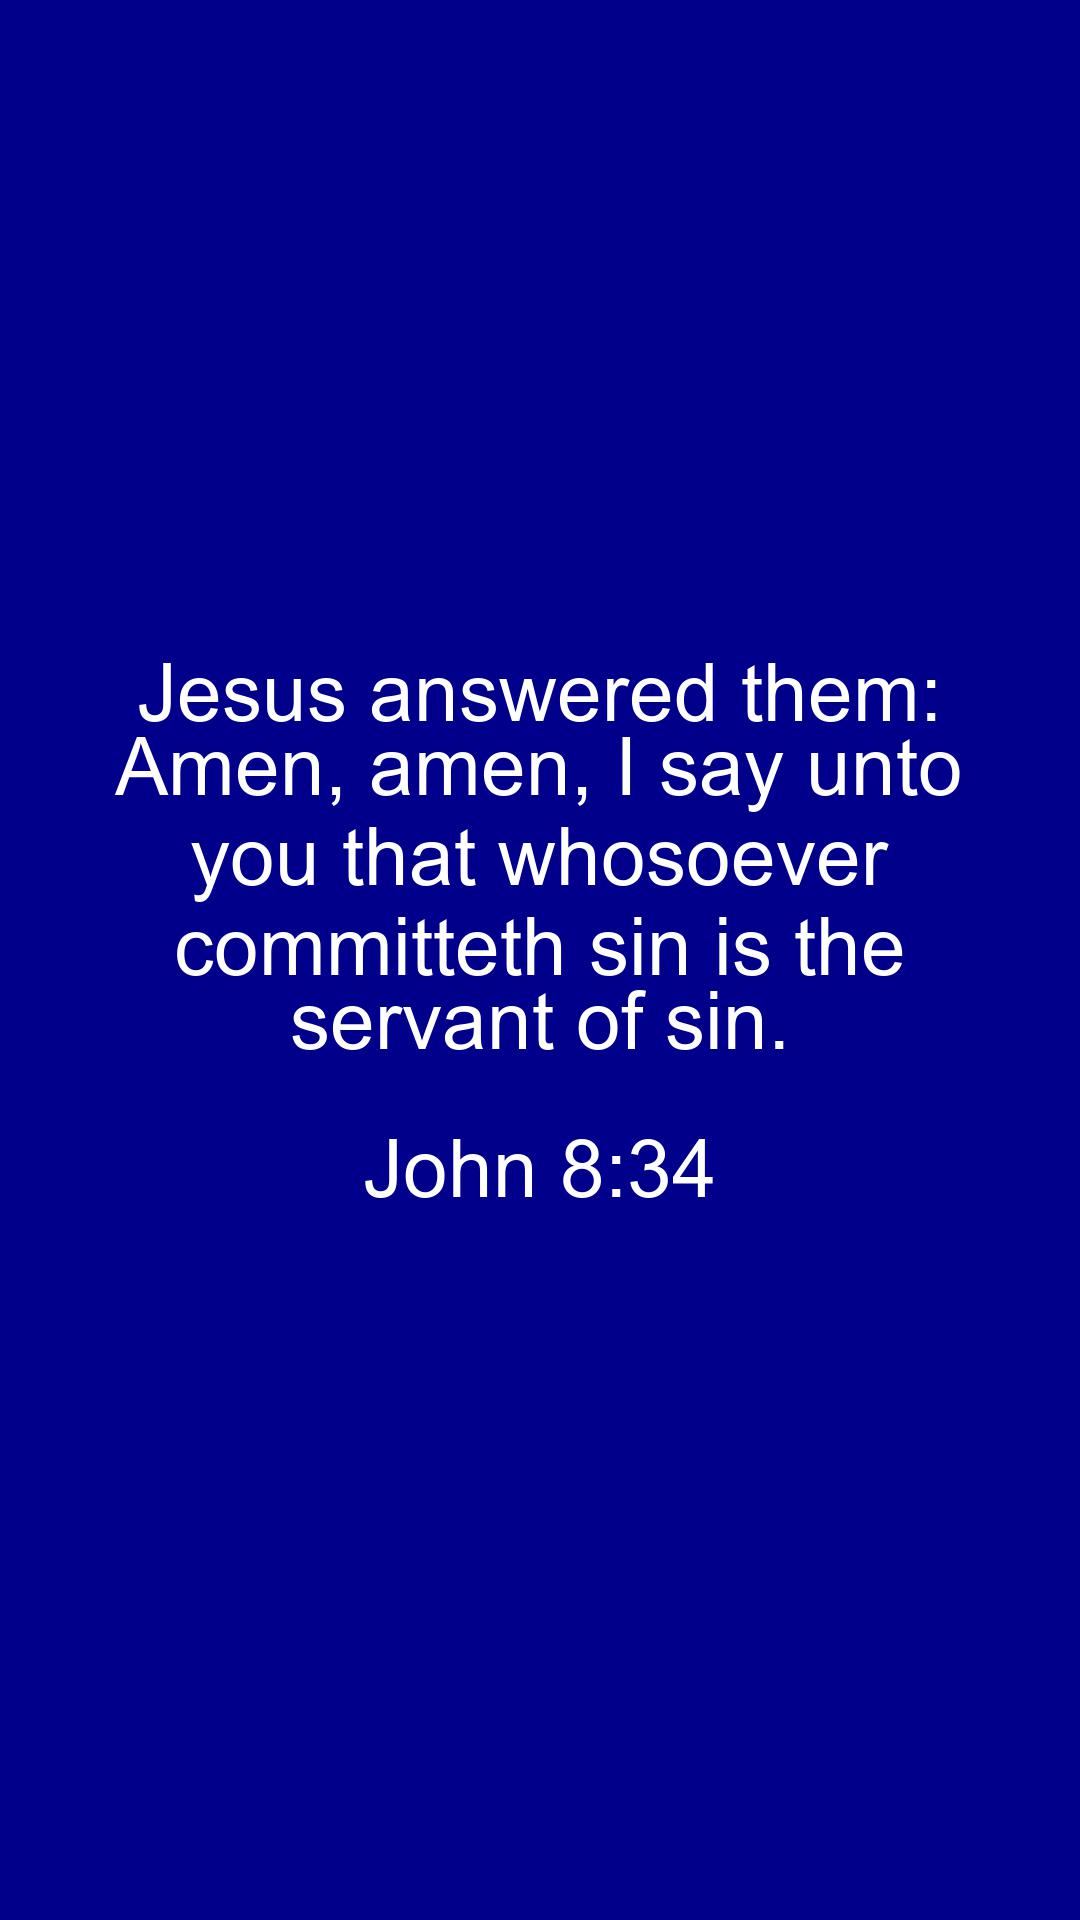 Jesus answered them:
Amen, amen, I say unto
you that whosoever
committeth sin is the
servant of sin.
John 8:34